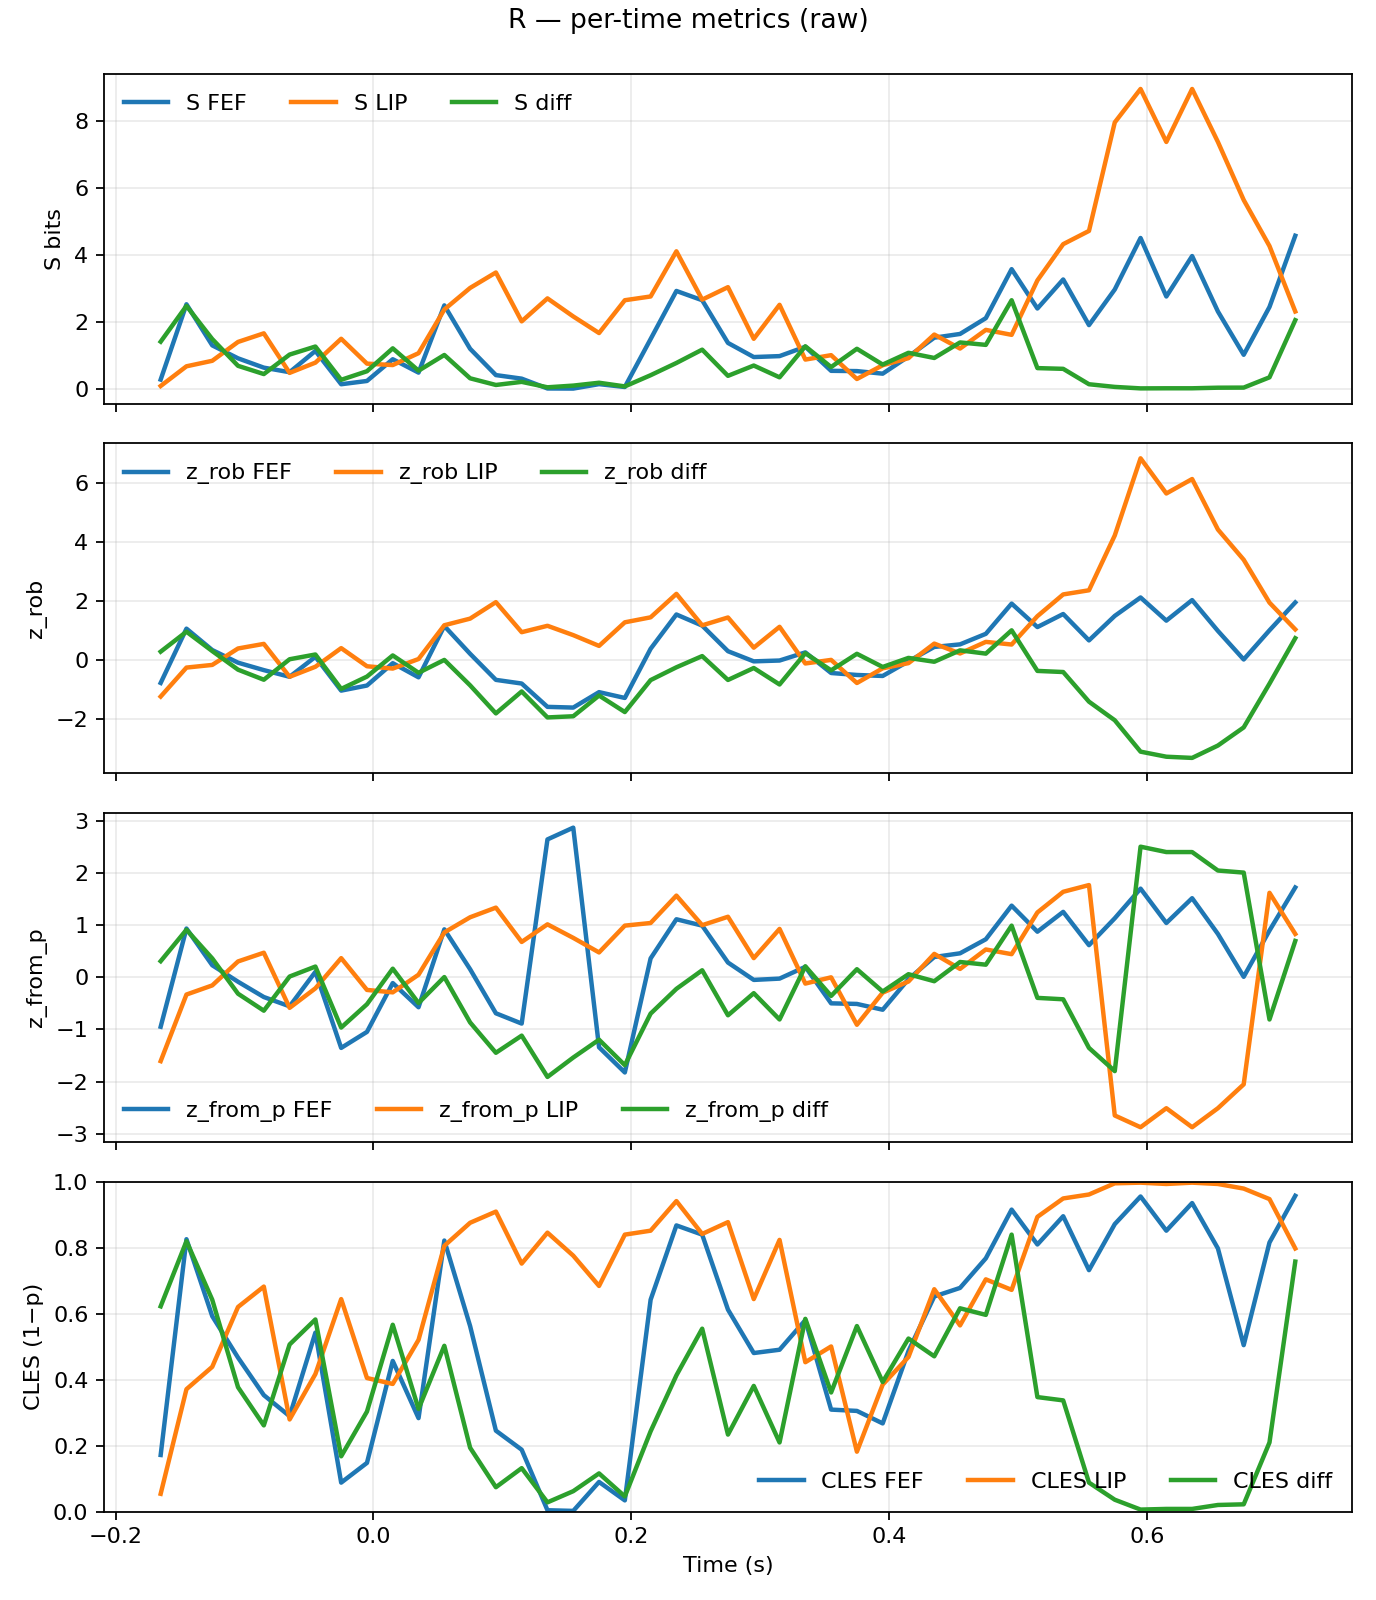 R — per-time metrics (raw)
S FEF S LIP S diff
8
6
4
2
0
S bits
z_rob FEF z_rob LIP z_rob diff
6
4
2
0
−2
z_rob
3
2
1
0
−1
−2
−3
z_from_p
z_from_p FEF z_from_p LIP z_from_p diff
1.0
0.8
0.6
0.4
0.2
0.0
CLES (1−p)
CLES FEF CLES LIP CLES diff
−0.2 0.0 0.2 0.4 0.6
Time (s)